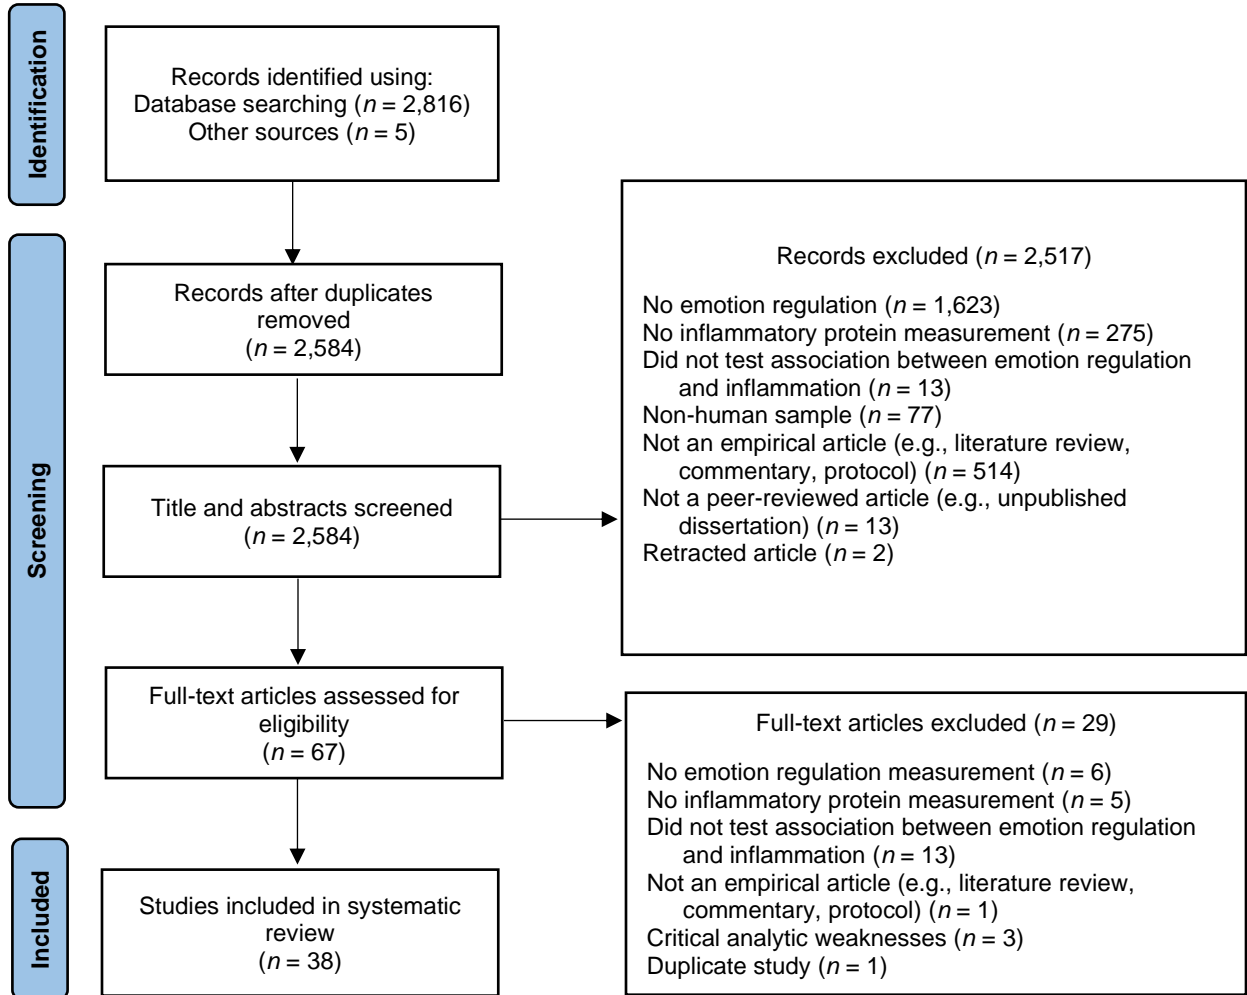 Identification
Records identified using:
Database searching (n = 2,816)
Other sources (n = 5)
Screening
Records after duplicates
removed
(n = 2,584)
Records excluded (n = 2,517)
No emotion regulation (n = 1,623)
No inflammatory protein measurement (n = 275)
Did not test association between emotion regulation
and inflammation (n = 13)
Non-human sample (n = 77)
Not an empirical article (e.g., literature review,
commentary, protocol) (n = 514)
Not a peer-reviewed article (e.g., unpublished
dissertation) (n = 13)
Retracted article (n = 2)
Title and abstracts screened
(n = 2,584)
Full-text articles assessed for
eligibility
(n = 67)
Full-text articles excluded (n = 29)
No emotion regulation measurement (n = 6)
No inflammatory protein measurement (n = 5)
Did not test association between emotion regulation
and inflammation (n = 13)
Not an empirical article (e.g., literature review,
commentary, protocol) (n = 1)
Critical analytic weaknesses (n = 3)
Duplicate study (n = 1)
Included
Studies included in systematic
review
(n = 38)